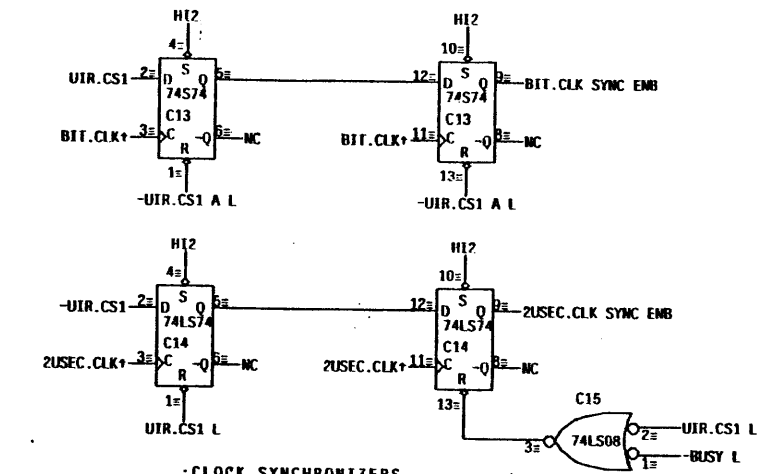 HI2 HI2
4≡ 10≡
UIR.CS1 2≡ D S Q 5≡ 12≡ D S Q 9≡ BIT.CLK SYNC ENB
74S74 74S74
C13 C13
BIT.CLK↑ 3≡ C -Q 6≡ NC BIT.CLK↑ 11≡ C -Q 8≡ NC
R R
1≡ 13≡
-UIR.CS1 A L -UIR.CS1 A L
HI2 HI2
4≡ 10≡
-UIR.CS1 2≡ D S Q 5≡ 12≡ D S Q 9≡ 2USEC.CLK SYNC ENB
74LS74 74LS74
C14 C14
2USEC.CLK↑ 3≡ C -Q 6≡ NC 2USEC.CLK↑ 11≡ C -Q 8≡ NC
R R
1≡ 13≡
UIR.CS1 L
C15
3≡ 74LS08 2≡ UIR.CS1 L
1≡ -BUSY L
;CLOCK SYNCHRONIZERS